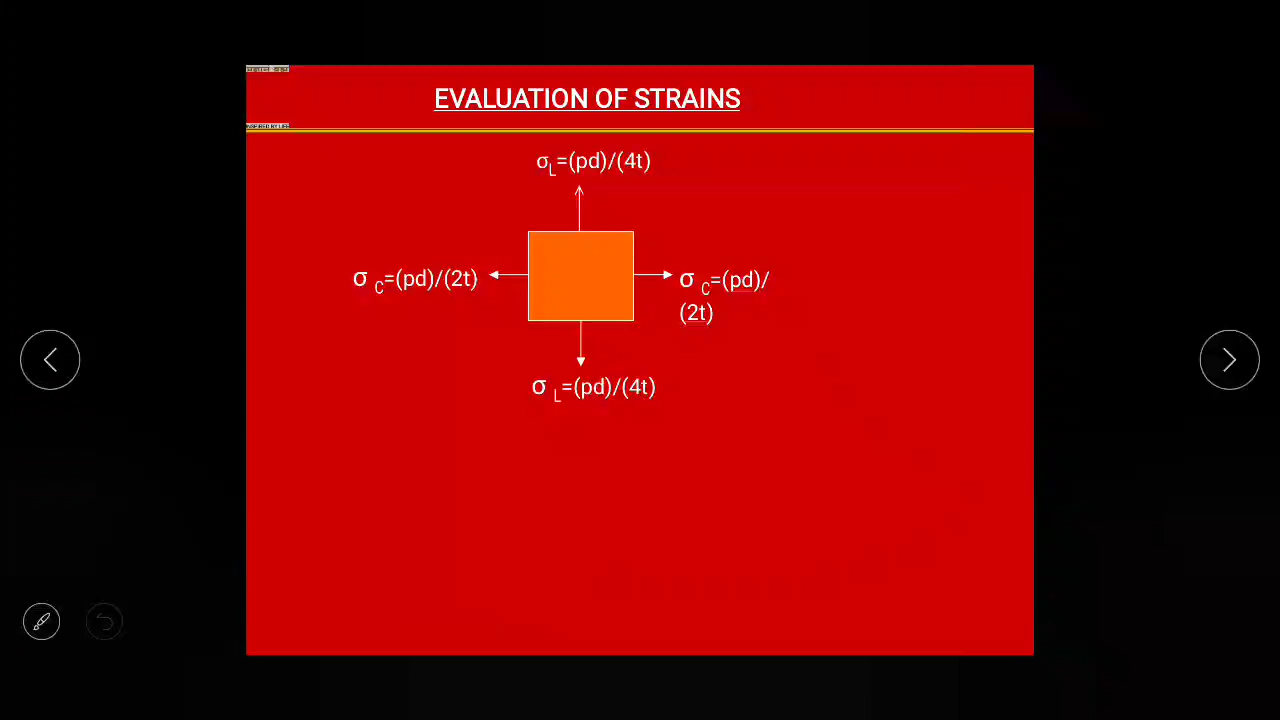 EVALUATION OF STRAINS
σL=(pd)/(4t)
σ C=(pd)/(2t)
σ C=(pd)/
(2t)
σ L=(pd)/(4t)